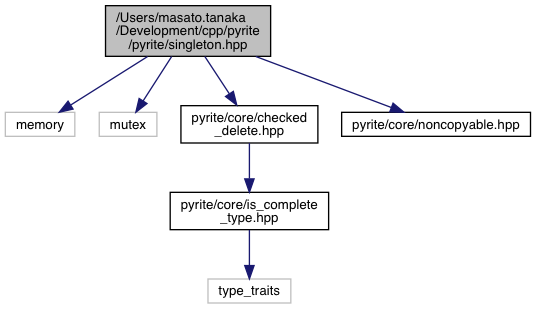 /Users/masato.tanaka
/Development/cpp/pyrite
/pyrite/singleton.hpp
memory
mutex
pyrite/core/checked
_delete.hpp
pyrite/core/noncopyable.hpp
pyrite/core/is_complete
_type.hpp
type_traits